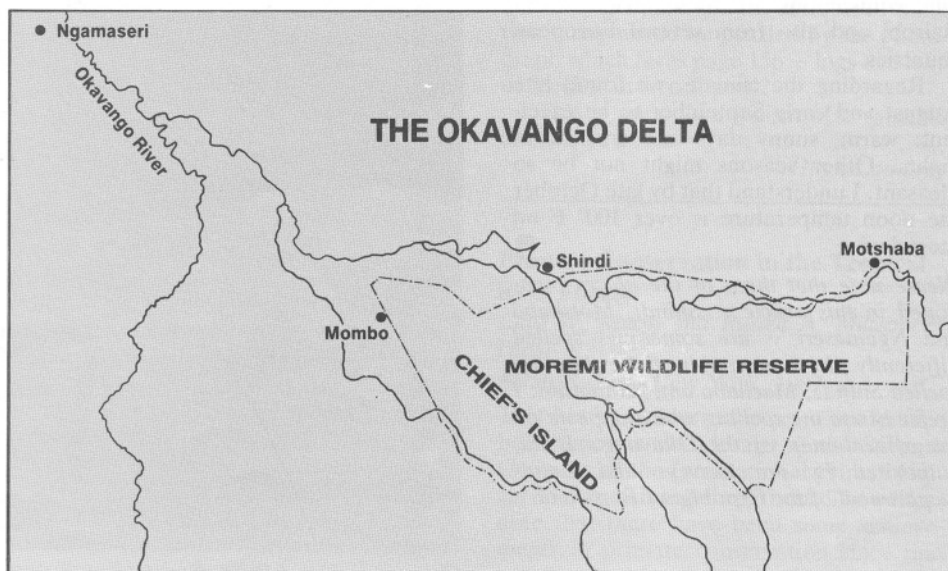 Ngamaseri
Okavango River
THE OKAVANGO DELTA
Shindi
Motshaba
Mombo
MOREMI WILDLIFE RESERVE
CHIEF'S ISLAND